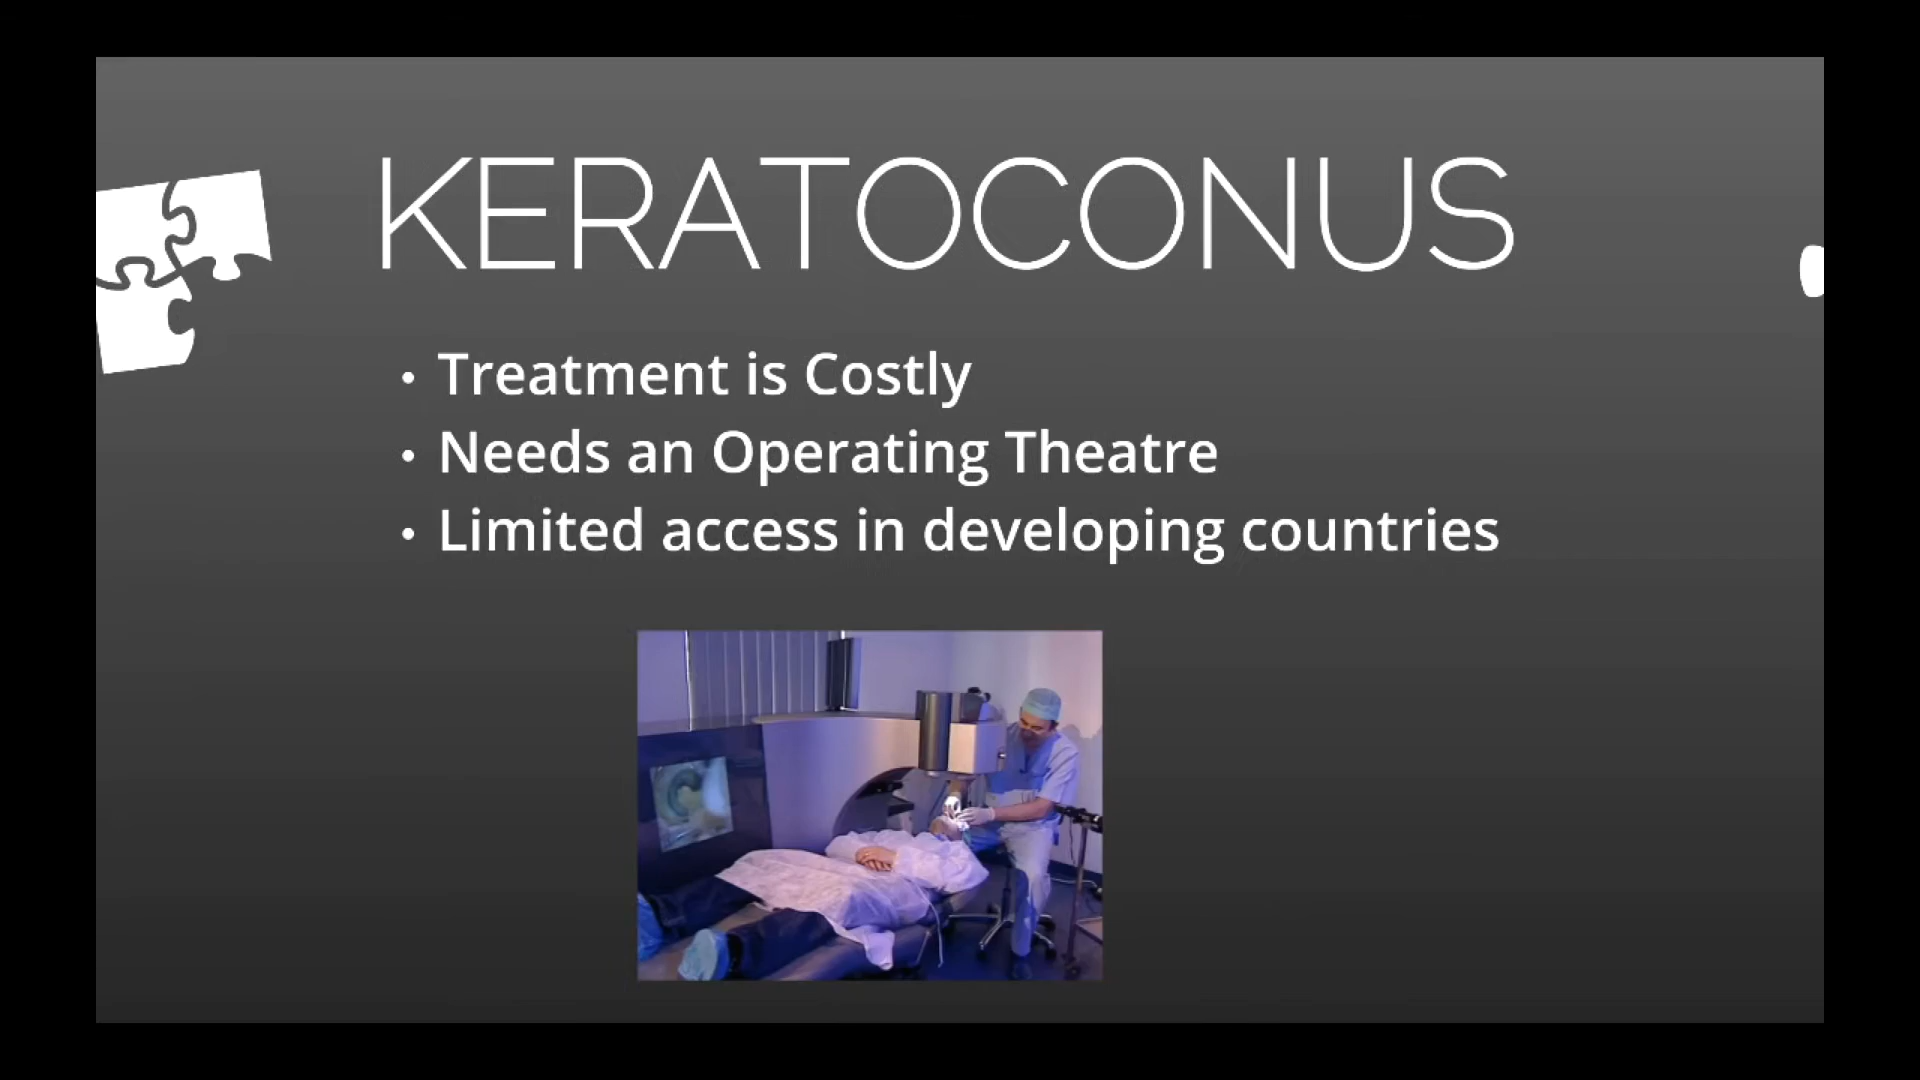 KERATOCONUS
• Treatment is Costly
• Needs an Operating Theatre
• Limited access in developing countries